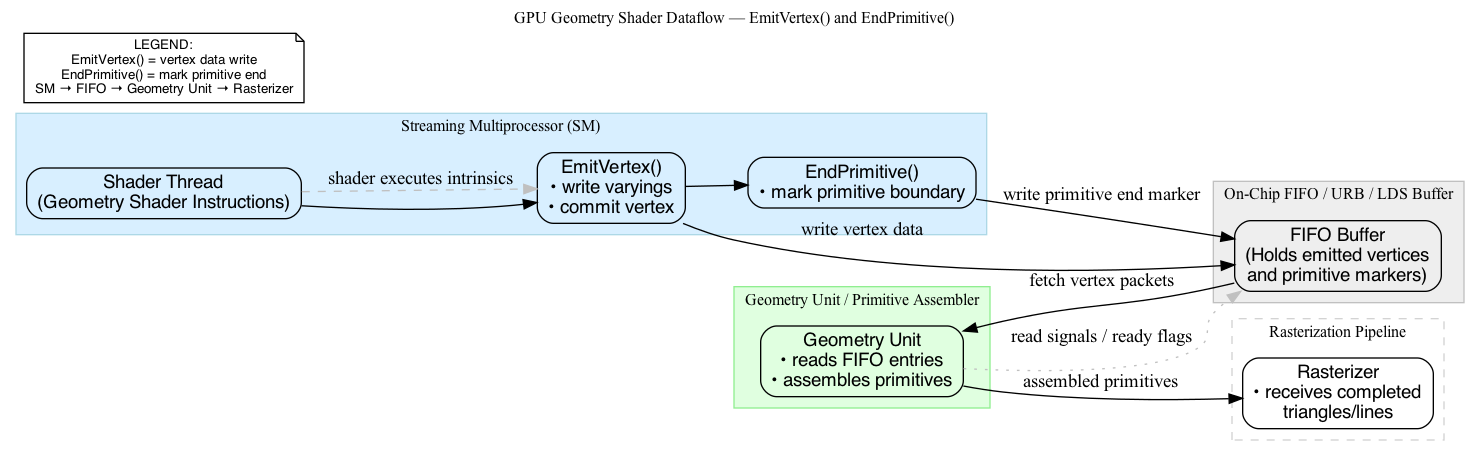 GPU Geometry Shader Dataflow — EmitVertex() and EndPrimitive()
LEGEND:
EmitVertex() = vertex data write
EndPrimitive() = mark primitive end
SM → FIFO → Geometry Unit → Rasterizer
Streaming Multiprocessor (SM)
Shader Thread
(Geometry Shader Instructions)
shader executes intrinsics
EmitVertex()
• write varyings
• commit vertex
EndPrimitive()
• mark primitive boundary
write primitive end marker
write vertex data
On-Chip FIFO / URB / LDS Buffer
FIFO Buffer
(Holds emitted vertices
and primitive markers)
fetch vertex packets
Geometry Unit / Primitive Assembler
Geometry Unit
• reads FIFO entries
• assembles primitives
read signals / ready flags
assembled primitives
Rasterization Pipeline
Rasterizer
• receives completed
triangles/lines